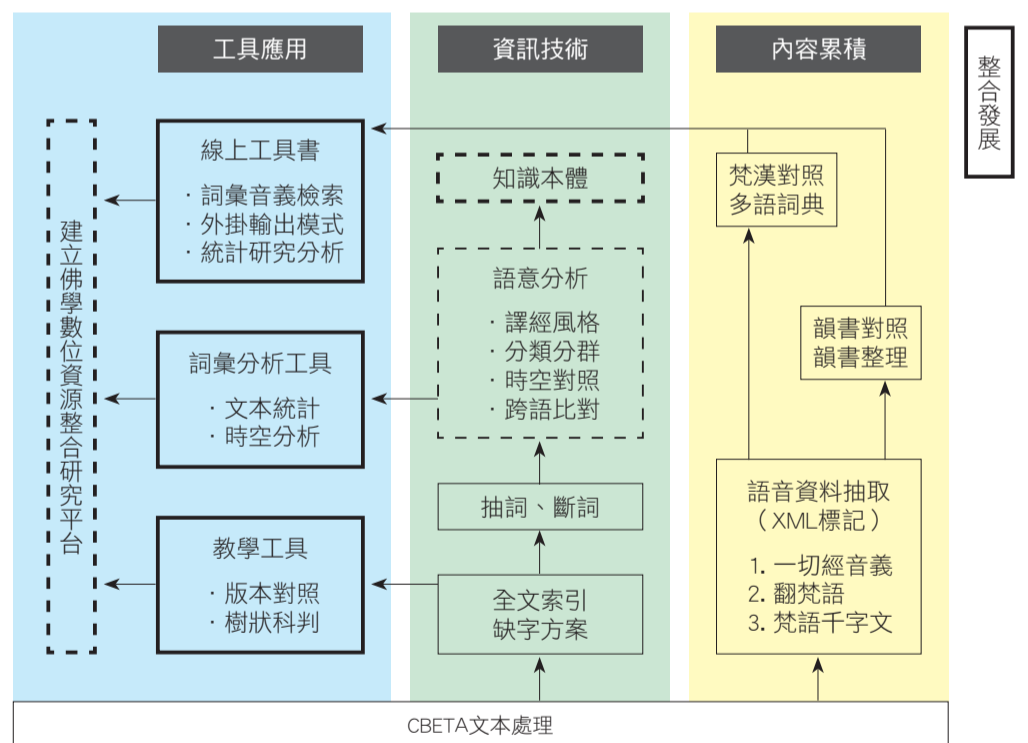 工具應用
資訊技術
內容累積
整合發展
建立佛學數位資源整合研究平台
線上工具書
·詞彙音義檢索
·外掛輸出模式
·統計研究分析
詞彙分析工具
·文本統計
·時空分析
教學工具
·版本對照
·樹狀科判
知識本體
語意分析
·譯經風格
·分類分群
·時空對照
·跨語比對
抽詞、斷詞
全文索引
缺字方案
梵漢對照
多語詞典
韻書對照
韻書整理
語音資料抽取
（XML標記）
1. 一切經音義
2. 翻梵語
3. 梵語千字文
CBETA文本處理